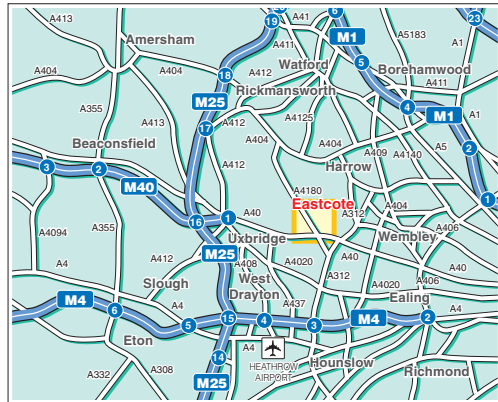 A413
19
A41
6
A5183
23
Amersham
A411
M1
A1
A404
Watford
5
Borehamwood
A404
18
A412
A411
M25
Rickmansworth
4
A355
A413
17
A412
A4125
M1
A1
Beaconsfield
A404
A404
A409
A4140
A5
2
3
2
A412
Harrow
M40
A4180
1
Eastcote
16
1
A40
A312
A4094
A355
Uxbridge
Wembley
A406
A4
A412
M25
A408
A4020
A312
A40
Slough
West
Drayton
A4020
A406
A40
M4
A4
A437
Ealing
6
5
15
4
3
M4
2
A4
Eton
14
A4
HEATHROW
AIRPORT
Hounslow
A332
A308
M25
Richmond